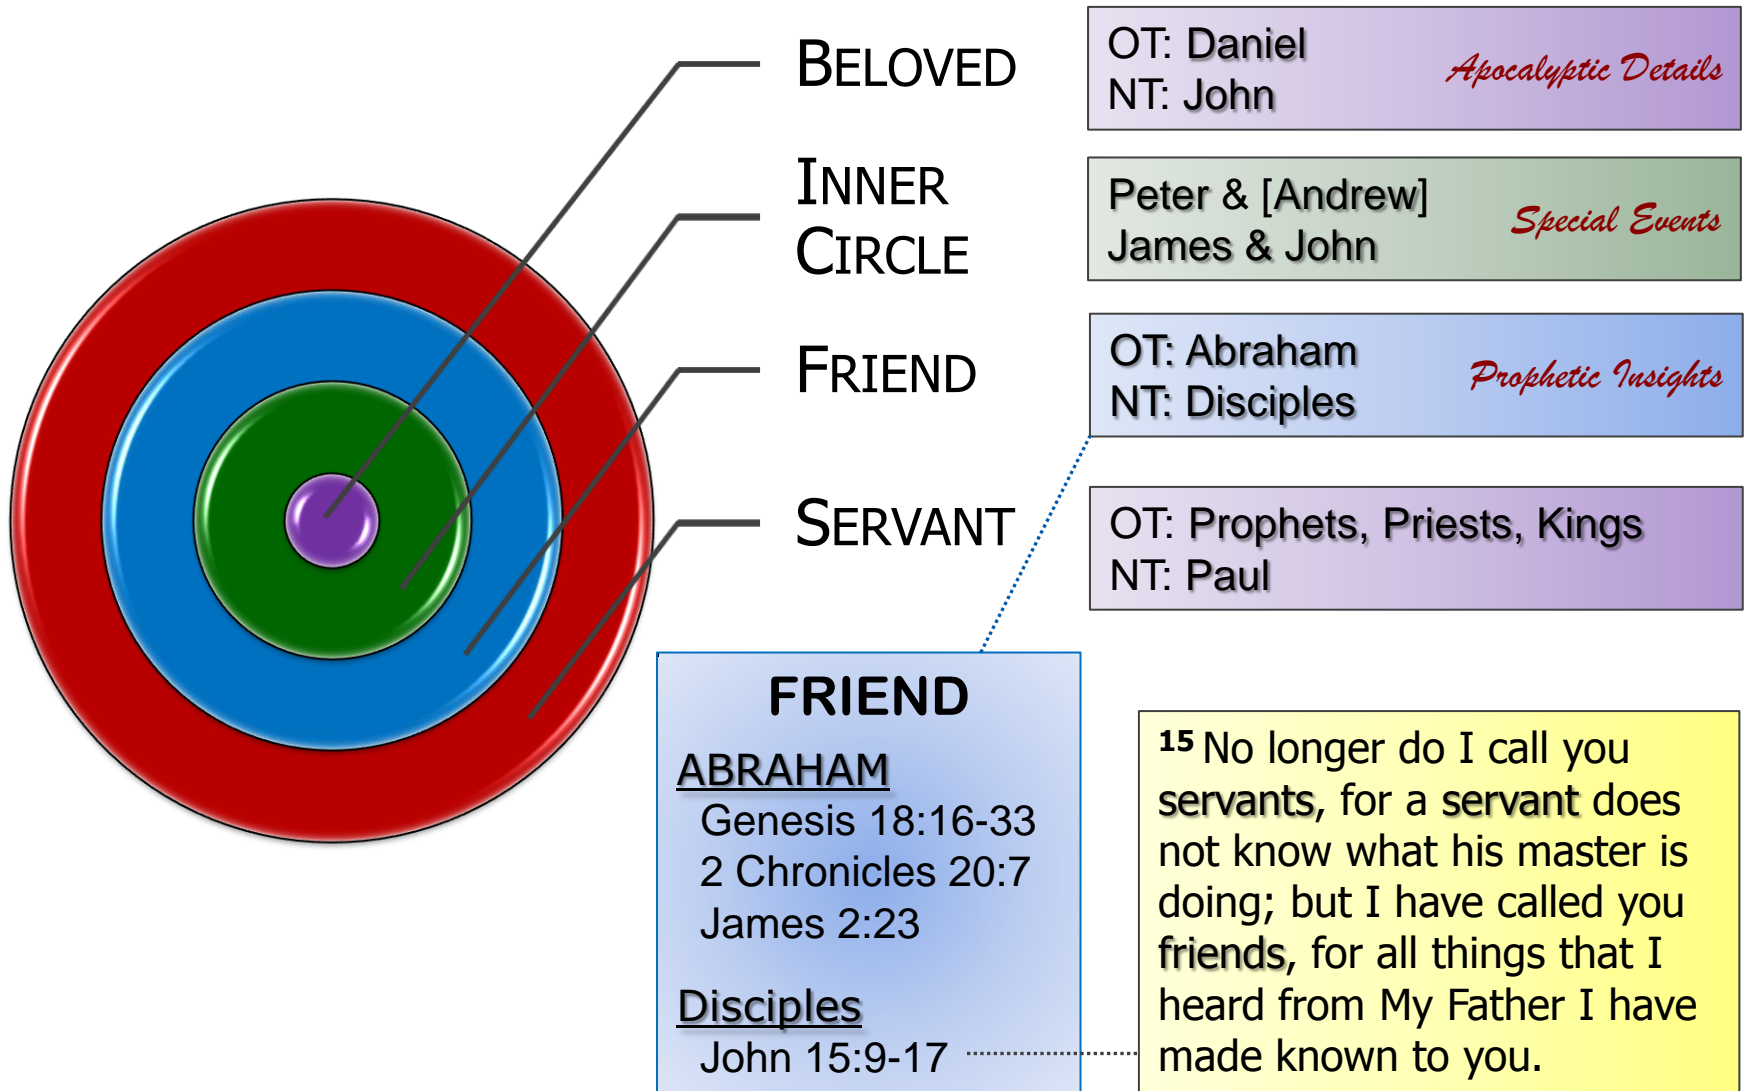 BELOVED
OT: Daniel
NT: John
Apocalyptic Details
INNER
CIRCLE
Peter & [Andrew]
James & John
Special Events
FRIEND
OT: Abraham
NT: Disciples
Prophetic Insights
SERVANT
OT: Prophets, Priests, Kings
NT: Paul
FRIEND
ABRAHAM
Genesis 18:16-33
2 Chronicles 20:7
James 2:23
Disciples
John 15:9-17
15 No longer do I call you
servants, for a servant does
not know what his master is
doing; but I have called you
friends, for all things that I
heard from My Father I have
made known to you.